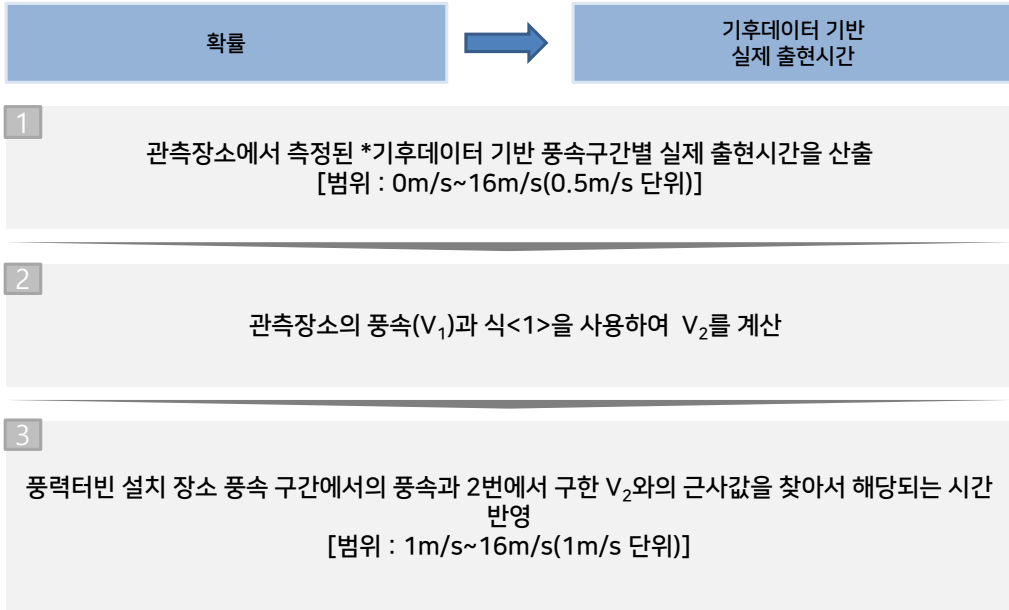 확률
기후데이터 기반
실제 출현시간
1
관측장소에서 측정된 *기후데이터 기반 풍속구간별 실제 출현시간을 산출
[범위 : 0m/s~16m/s(0.5m/s 단위)]
2
관측장소의 풍속(V₁)과 식<1>을 사용하여 V₂를 계산
3
풍력터빈 설치 장소 풍속 구간에서의 풍속과 2번에서 구한 V₂와의 근사값을 찾아서 해당되는 시간
반영
[범위 : 1m/s~16m/s(1m/s 단위)]